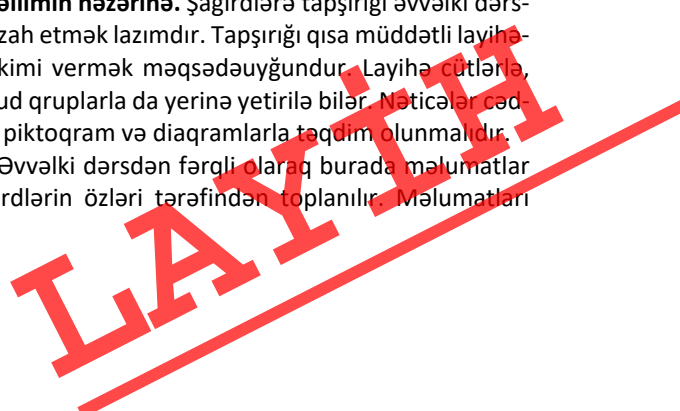 əllimin nəzərinə. Şagirdlərə tapşırığı əvvəlki dərs-
zah etmək lazımdır. Tapşırığı qısa müddətli layihə-
kimi vermək məqsədəuyğundur. Layihə cütlərlə,
ud qruplarla da yerinə yetirilə bilər. Nəticələr cəd-
piktoqram və diaqramlarla təqdim olunmalıdır.
Əvvəlki dərsdən fərqli olaraq burada məlumatlar
rdlərin özləri tərəfindən toplanılır. Məlumatları
LAYİH